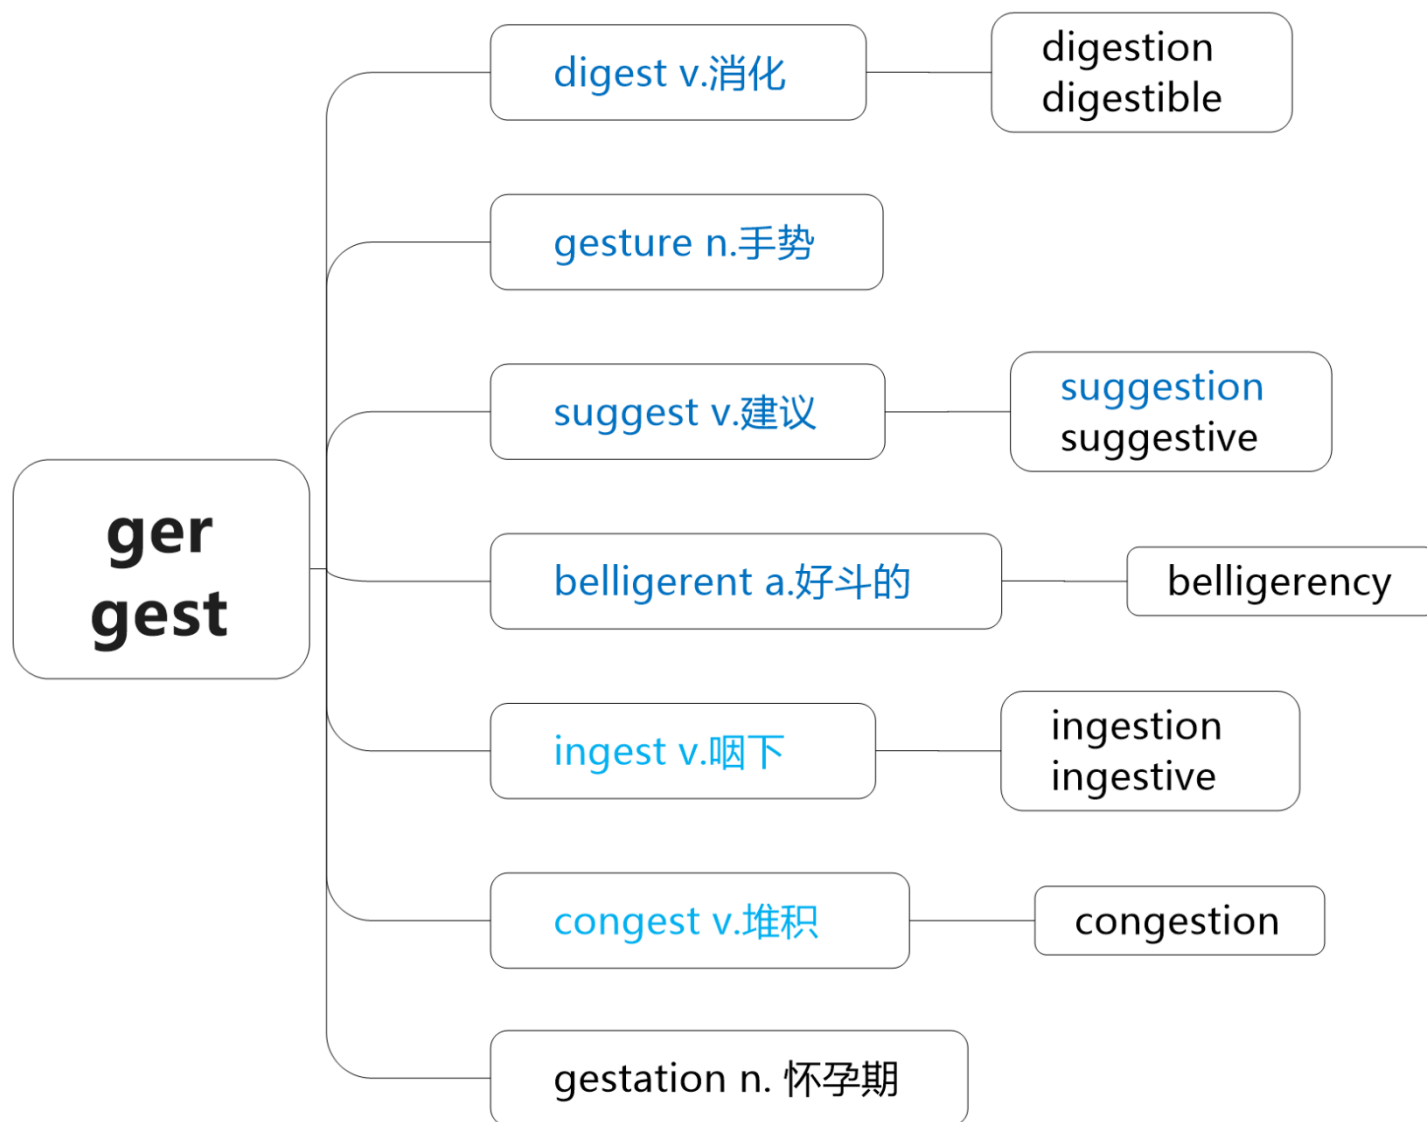 ger
gest
digest v.消化
digestion
digestible
gesture n.手势
suggest v.建议
suggestion
suggestive
belligerent a.好斗的
belligerency
ingest v.咽下
ingestion
ingestive
congest v.堆积
congestion
gestation n. 怀孕期